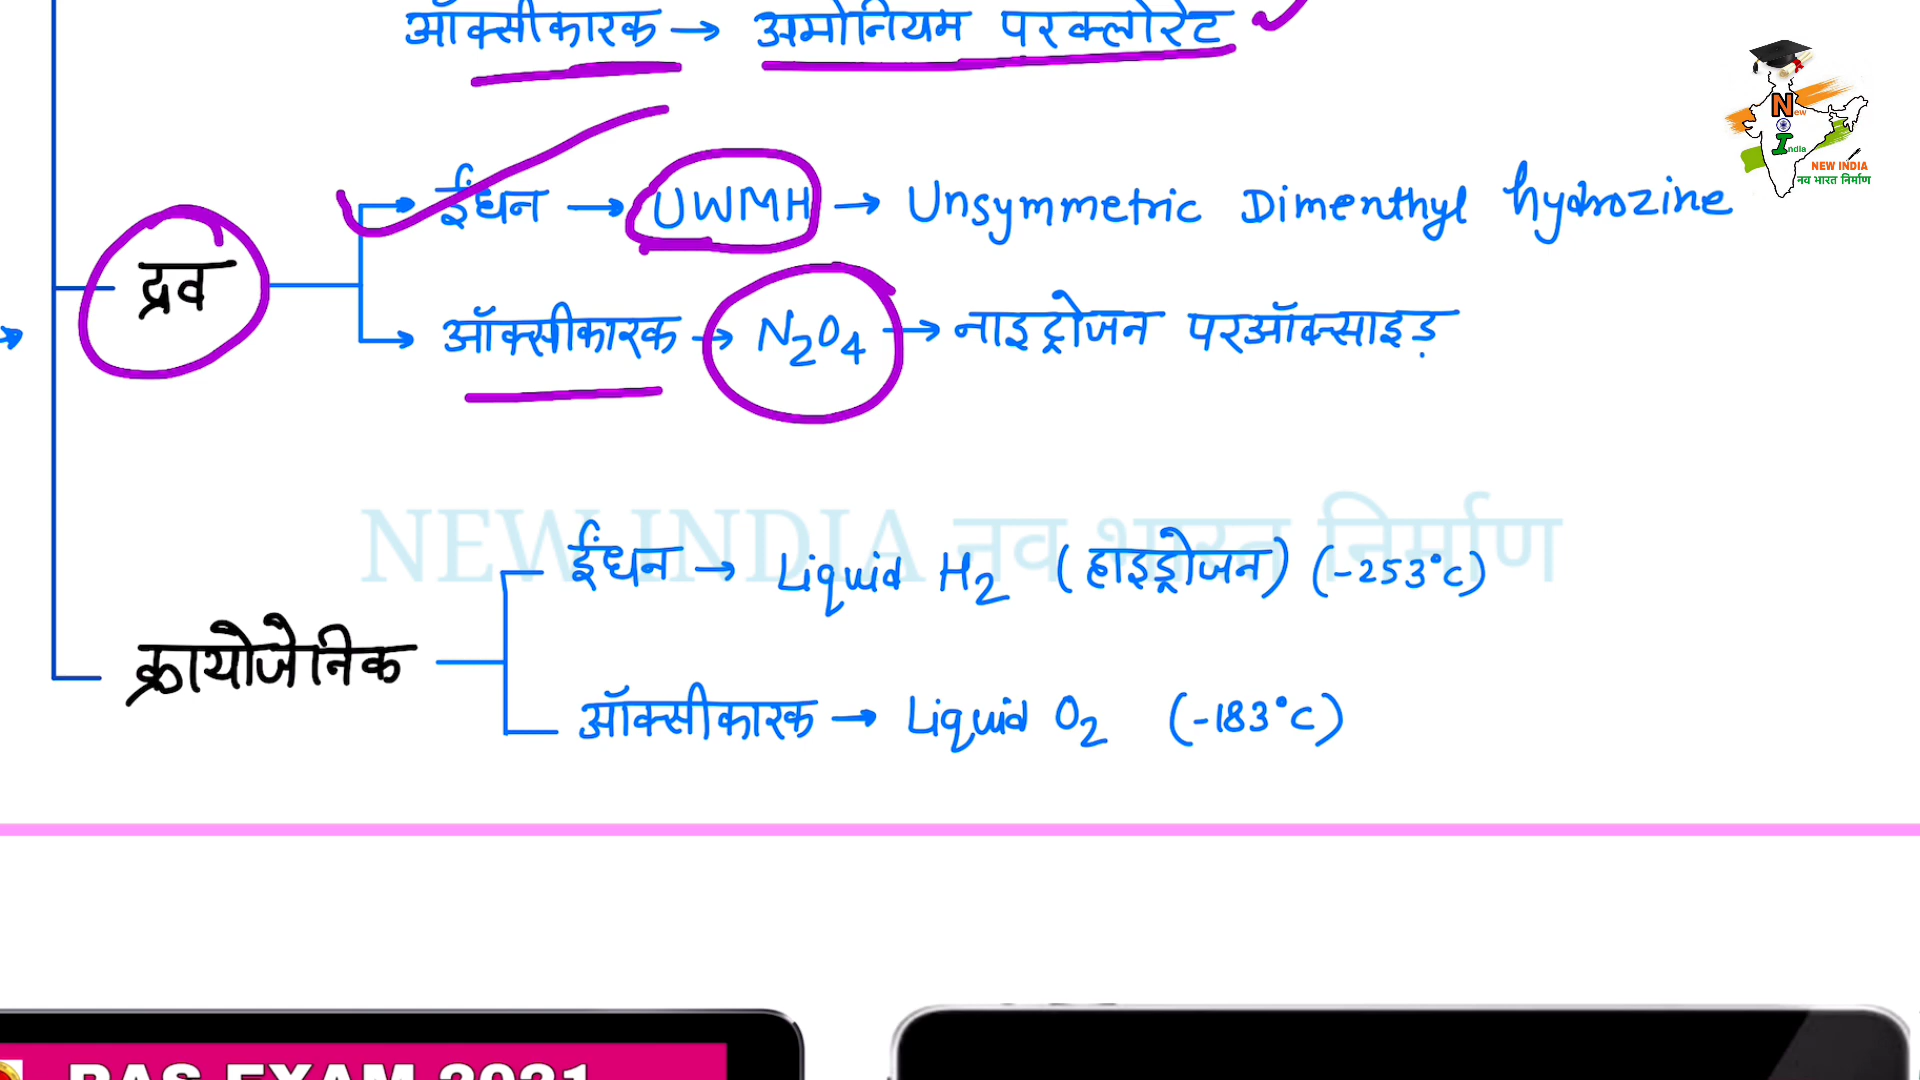 ऑक्सीकारक → अमोनियम परक्लोरेट
New India
NEW INDIA
नव भारत निर्माण
ईंधन → UWMH → Unsymmetric Dimenthyl hydrozine
द्रव
ऑक्सीकारक → N₂O₄ → नाइट्रोजन परऑक्साइड़
NEW INDIA नव भारत निर्माण
ईंधन → Liquid H₂ (हाइड्रोजन) (-253°C)
क्रायोजेनिक
ऑक्सीकारक → Liquid O₂ (-183°C)
RAS EXAM 2021